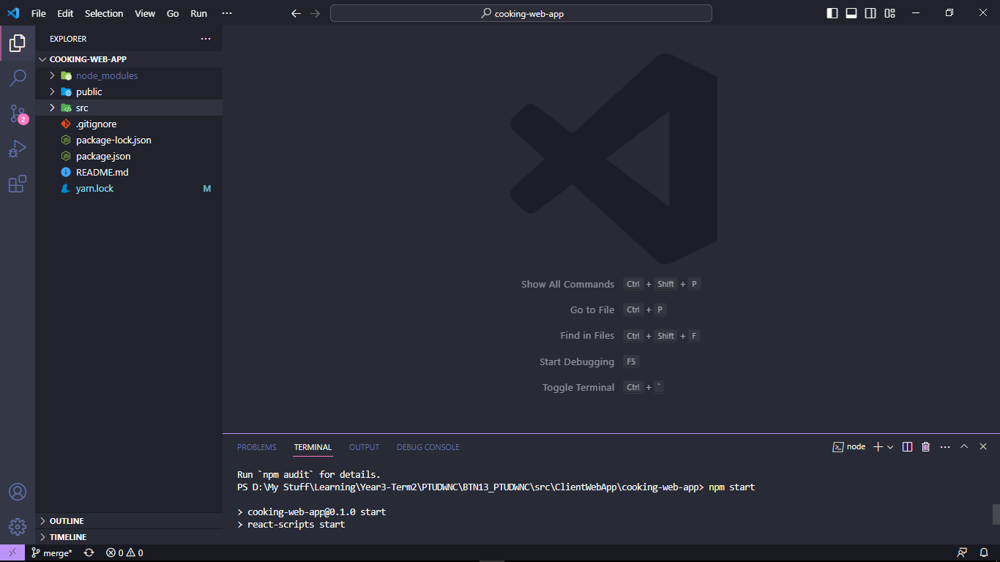 File Edit Selection View Go Run ···
cooking-web-app
EXPLORER
COOKING-WEB-APP
node_modules
public
src
.gitignore
package-lock.json
package.json
README.md
yarn.lock M
2
Show All Commands Ctrl + Shift + P
Go to File Ctrl + P
Find in Files Ctrl + Shift + F
Start Debugging F5
Toggle Terminal Ctrl + `
PROBLEMS TERMINAL OUTPUT DEBUG CONSOLE
node
Run `npm audit` for details.
PS D:\My Stuff\Learning\Year3-Term2\PTUDWNC\BTN13_PTUDWNC\src\ClientWebApp\cooking-web-app> npm start
> cooking-web-app@0.1.0 start
> react-scripts start
OUTLINE
TIMELINE
merge* 0 0